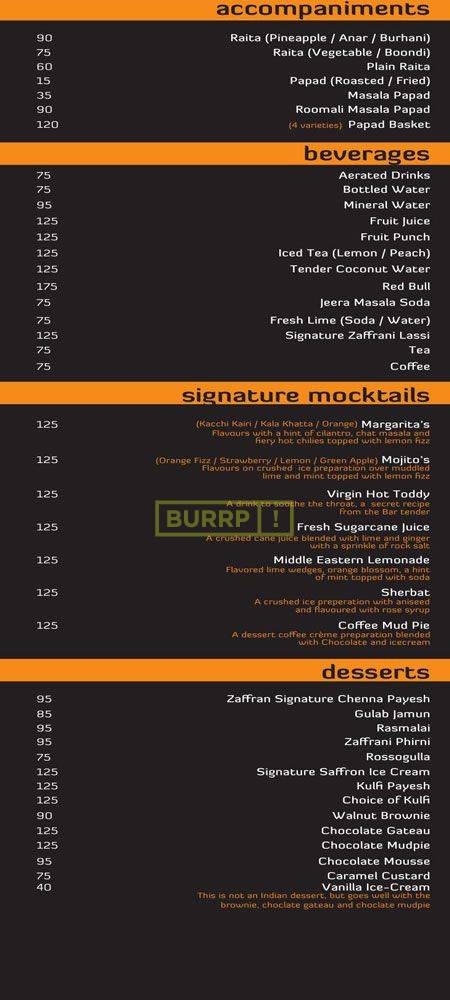 accompaniments
90 Raita (Pineapple / Anar / Burhani)
75 Raita (Vegetable / Boondi)
60 Plain Raita
15 Papad (Roasted / Fried)
35 Masala Papad
90 Roomali Masala Papad
120 (4 varieties) Papad Basket
beverages
75 Aerated Drinks
75 Bottled Water
95 Mineral Water
125 Fruit Juice
125 Fruit Punch
125 Iced Tea (Lemon / Peach)
125 Tender Coconut Water
175 Red Bull
75 Jeera Masala Soda
75 Fresh Lime (Soda / Water)
125 Signature Zaffrani Lassi
75 Tea
75 Coffee
signature mocktails
125 (Kacchi Kairi / Kala Khatta / Orange) Margarita's
Flavours with a hint of cilantro, chat masala and
fiery hot chilies topped with lemon fizz
125 (Orange Fizz / Strawberry / Lemon / Green Apple) Mojito's
Flavours on crushed ice preparation over muddled
lime and mint topped with lemon fizz
125 Virgin Hot Toddy
A drink to soothe the throat, a secret recipe
from the Bar tender
BURRP !
125 Fresh Sugarcane Juice
A crushed cane juice blended with lime and ginger
with a sprinkle of rock salt
125 Middle Eastern Lemonade
Flavored lime wedges, orange blossom, a hint
of mint topped with soda
125 Sherbat
A crushed ice preperation with aniseed
and flavoured with rose syrup
125 Coffee Mud Pie
A dessert coffee crème preparation blended
with Chocolate and icecream
desserts
95 Zaffran Signature Chenna Payesh
85 Gulab Jamun
95 Rasmalai
95 Zaffrani Phirni
75 Rossogulla
125 Signature Saffron Ice Cream
125 Kulfi Payesh
125 Choice of Kulfi
90 Walnut Brownie
125 Chocolate Gateau
125 Chocolate Mudpie
95 Chocolate Mousse
75 Caramel Custard
40 Vanilla Ice-Cream
This is not an Indian dessert, but goes well with the
brownie, choclate gateau and choclate mudpie